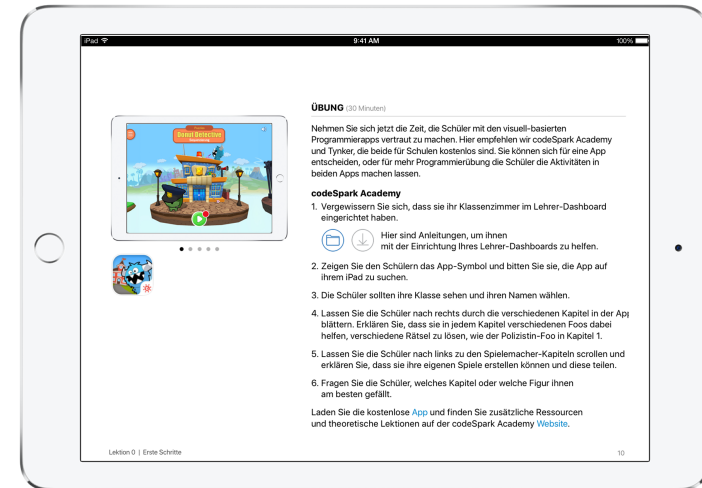 iPad
9:41 AM
100%
Donut Detective
ÜBUNG (30 Minuten)
Nehmen Sie sich jetzt die Zeit, die Schüler mit den visuell-basierten
Programmierapps vertraut zu machen. Hier empfehlen wir codeSpark Academy
und Tynker, die beide für Schulen kostenlos sind. Sie können sich für eine App
entscheiden, oder für mehr Programmierübung die Schüler die Aktivitäten in
beiden Apps machen lassen.
codeSpark Academy
1. Vergewissern Sie sich, dass sie ihr Klassenzimmer im Lehrer-Dashboard
eingerichtet haben.
Hier sind Anleitungen, um ihnen
mit der Einrichtung Ihres Lehrer-Dashboards zu helfen.
2. Zeigen Sie den Schülern das App-Symbol und bitten Sie sie, die App auf
ihrem iPad zu suchen.
3. Die Schüler sollten ihre Klasse sehen und ihren Namen wählen.
4. Lassen Sie die Schüler nach rechts durch die verschiedenen Kapitel in der App
blättern. Erklären Sie, dass sie in jedem Kapitel verschiedenen Foos dabei
helfen, verschiedene Rätsel zu lösen, wie der Polizistin-Foo in Kapitel 1.
5. Lassen Sie die Schüler nach links zu den Spielemacher-Kapiteln scrollen und
erklären Sie, dass sie ihre eigenen Spiele erstellen können und diese teilen.
6. Fragen Sie die Schüler, welches Kapitel oder welche Figur ihnen
am besten gefällt.
Laden Sie die kostenlose App und finden Sie zusätzliche Ressourcen
und theoretische Lektionen auf der codeSpark Academy Website.
Lektion 0 | Erste Schritte
10